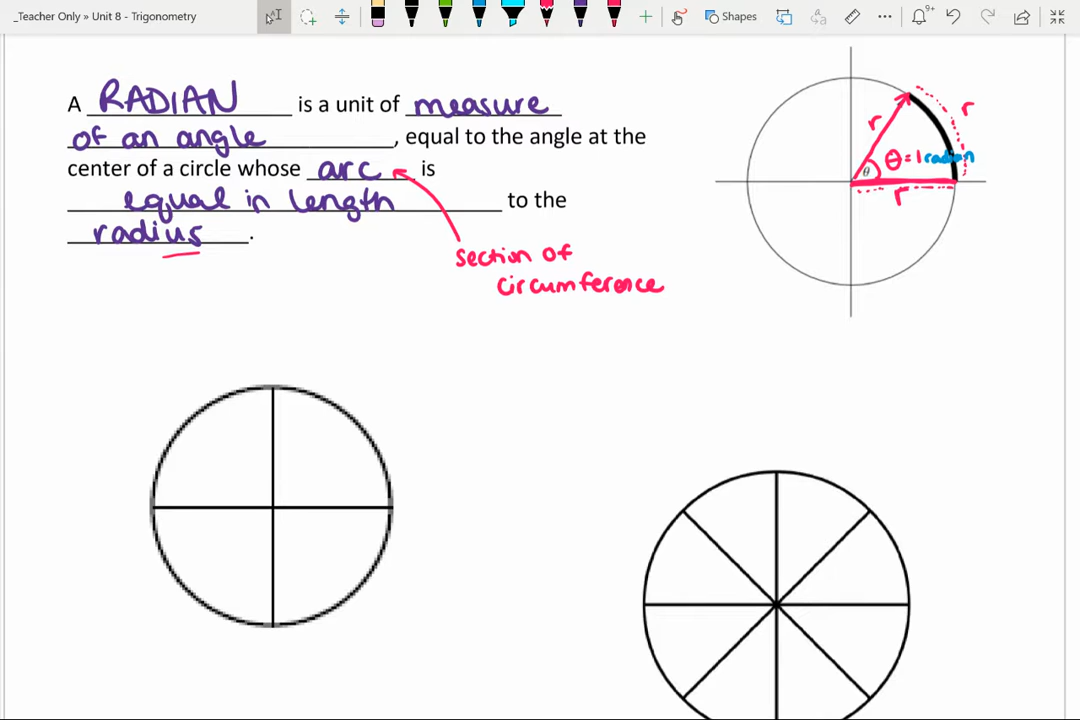 _Teacher Only » Unit 8 - Trigonometry
Shapes
9+
A RADIAN is a unit of measure
of an angle, equal to the angle at the
center of a circle whose arc is
equal in length to the
radius.
section of
circumference
r
r
θ
θ = 1 radian
r